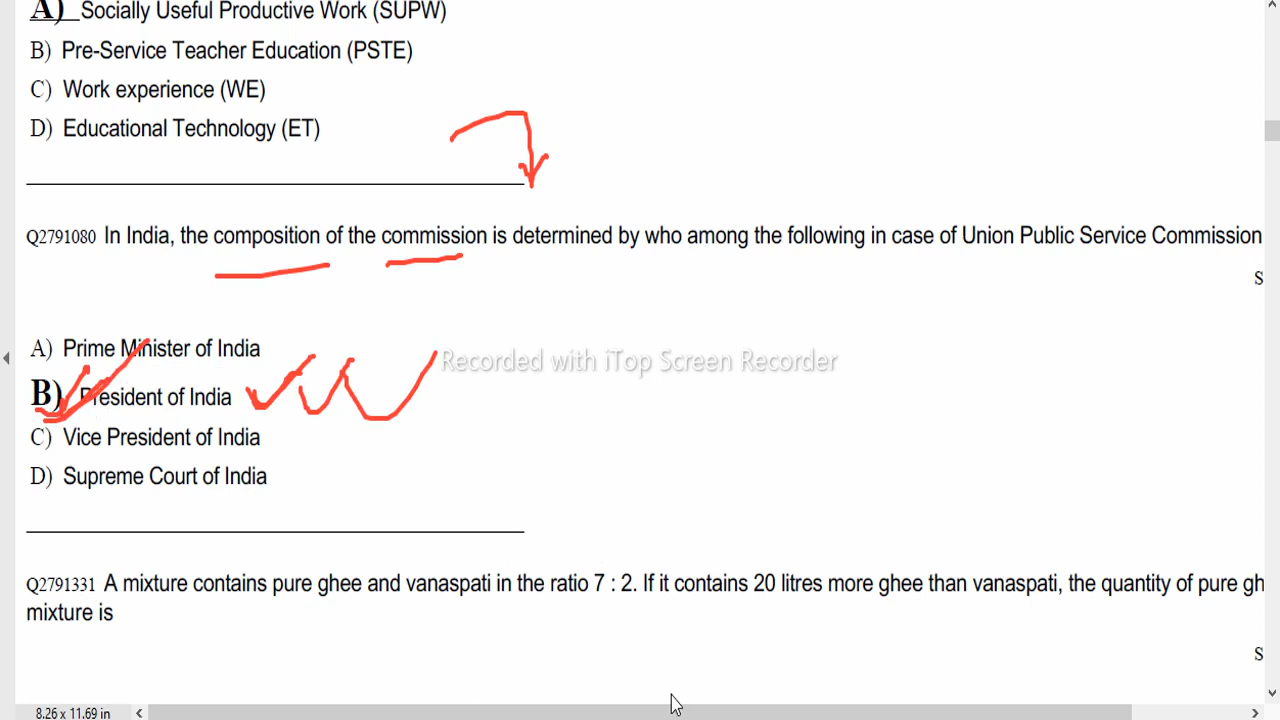 A) Socially Useful Productive Work (SUPW)
B) Pre-Service Teacher Education (PSTE)
C) Work experience (WE)
D) Educational Technology (ET)
Q2791080 In India, the composition of the commission is determined by who among the following in case of Union Public Service Commission
S
A) Prime Minister of India
Recorded with iTop Screen Recorder
B) President of India
C) Vice President of India
D) Supreme Court of India
Q2791331 A mixture contains pure ghee and vanaspati in the ratio 7 : 2. If it contains 20 litres more ghee than vanaspati, the quantity of pure gh
mixture is
S
8.26 x 11.69 in